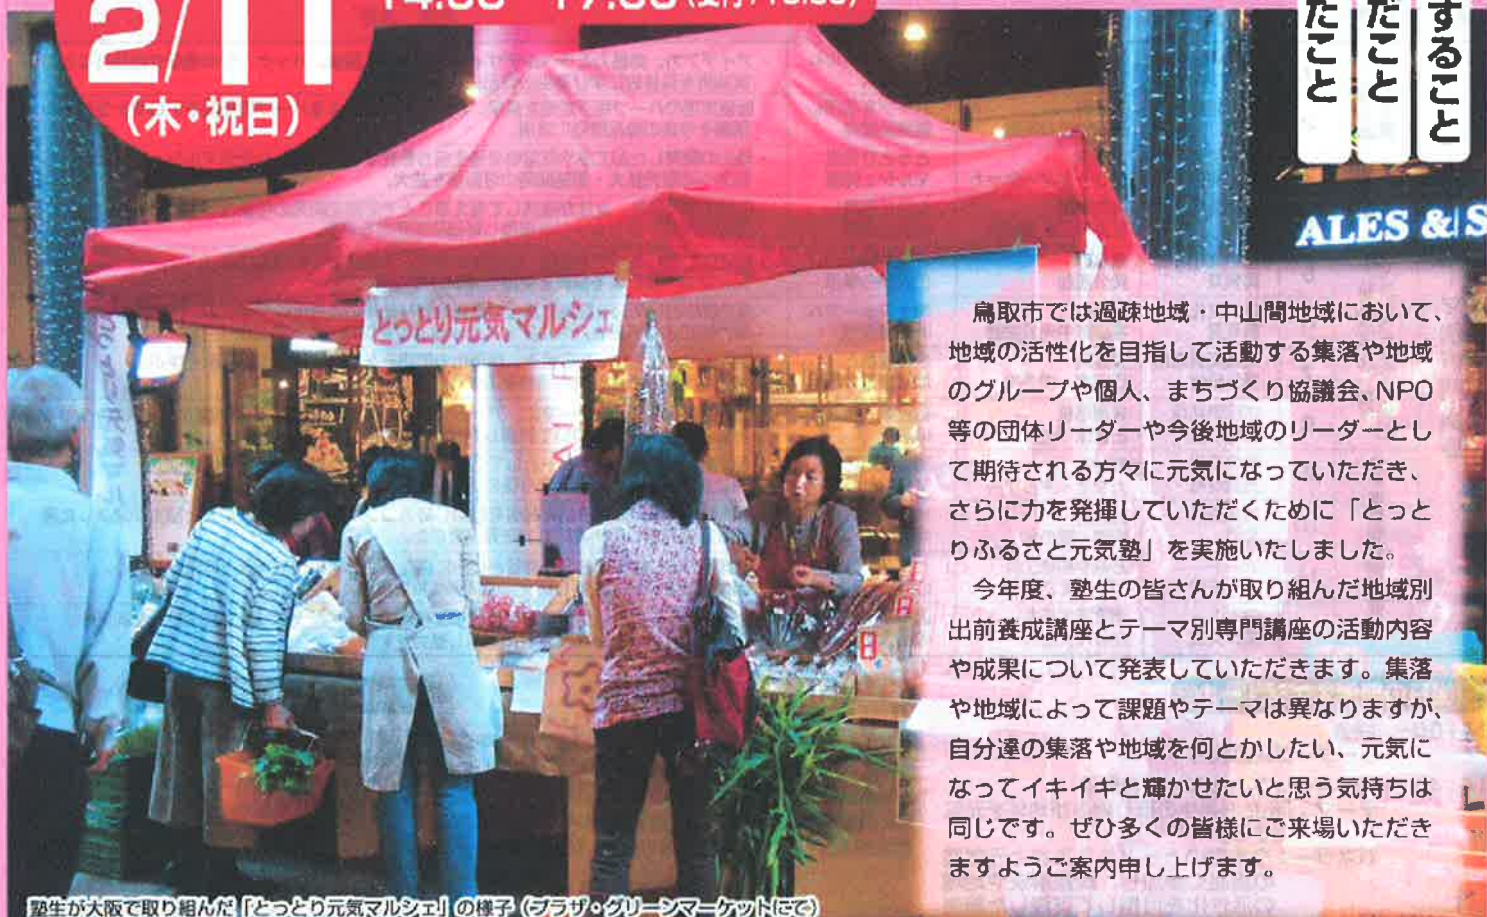 2/11
(木・祝日)
すること
だこと
たこと
ALES & S
とっとり元気マルシェ
鳥取市では過疎地域・中山間地域において、
地域の活性化を目指して活動する集落や地域
のグループや個人、まちづくり協議会、NPO
等の団体リーダーや今後地域のリーダーとし
て期待される方々に元気になっていただき、
さらに力を発揮していただくために「とっと
りふるさと元気塾」を実施いたしました。
今年度、塾生の皆さんが取り組んだ地域別
出前養成講座とテーマ別専門講座の活動内容
や成果について発表していただきます。集落
や地域によって課題やテーマは異なりますが、
自分達の集落や地域を何とかしたい、元気に
なってイキイキと輝かせたいと思う気持ちは
同じです。ぜひ多くの皆様にご来場いただき
ますようご案内申し上げます。
塾生が大阪で取り組んだ「とっとり元気マルシェ」の様子(プラザ・グリーンマーケットにて)